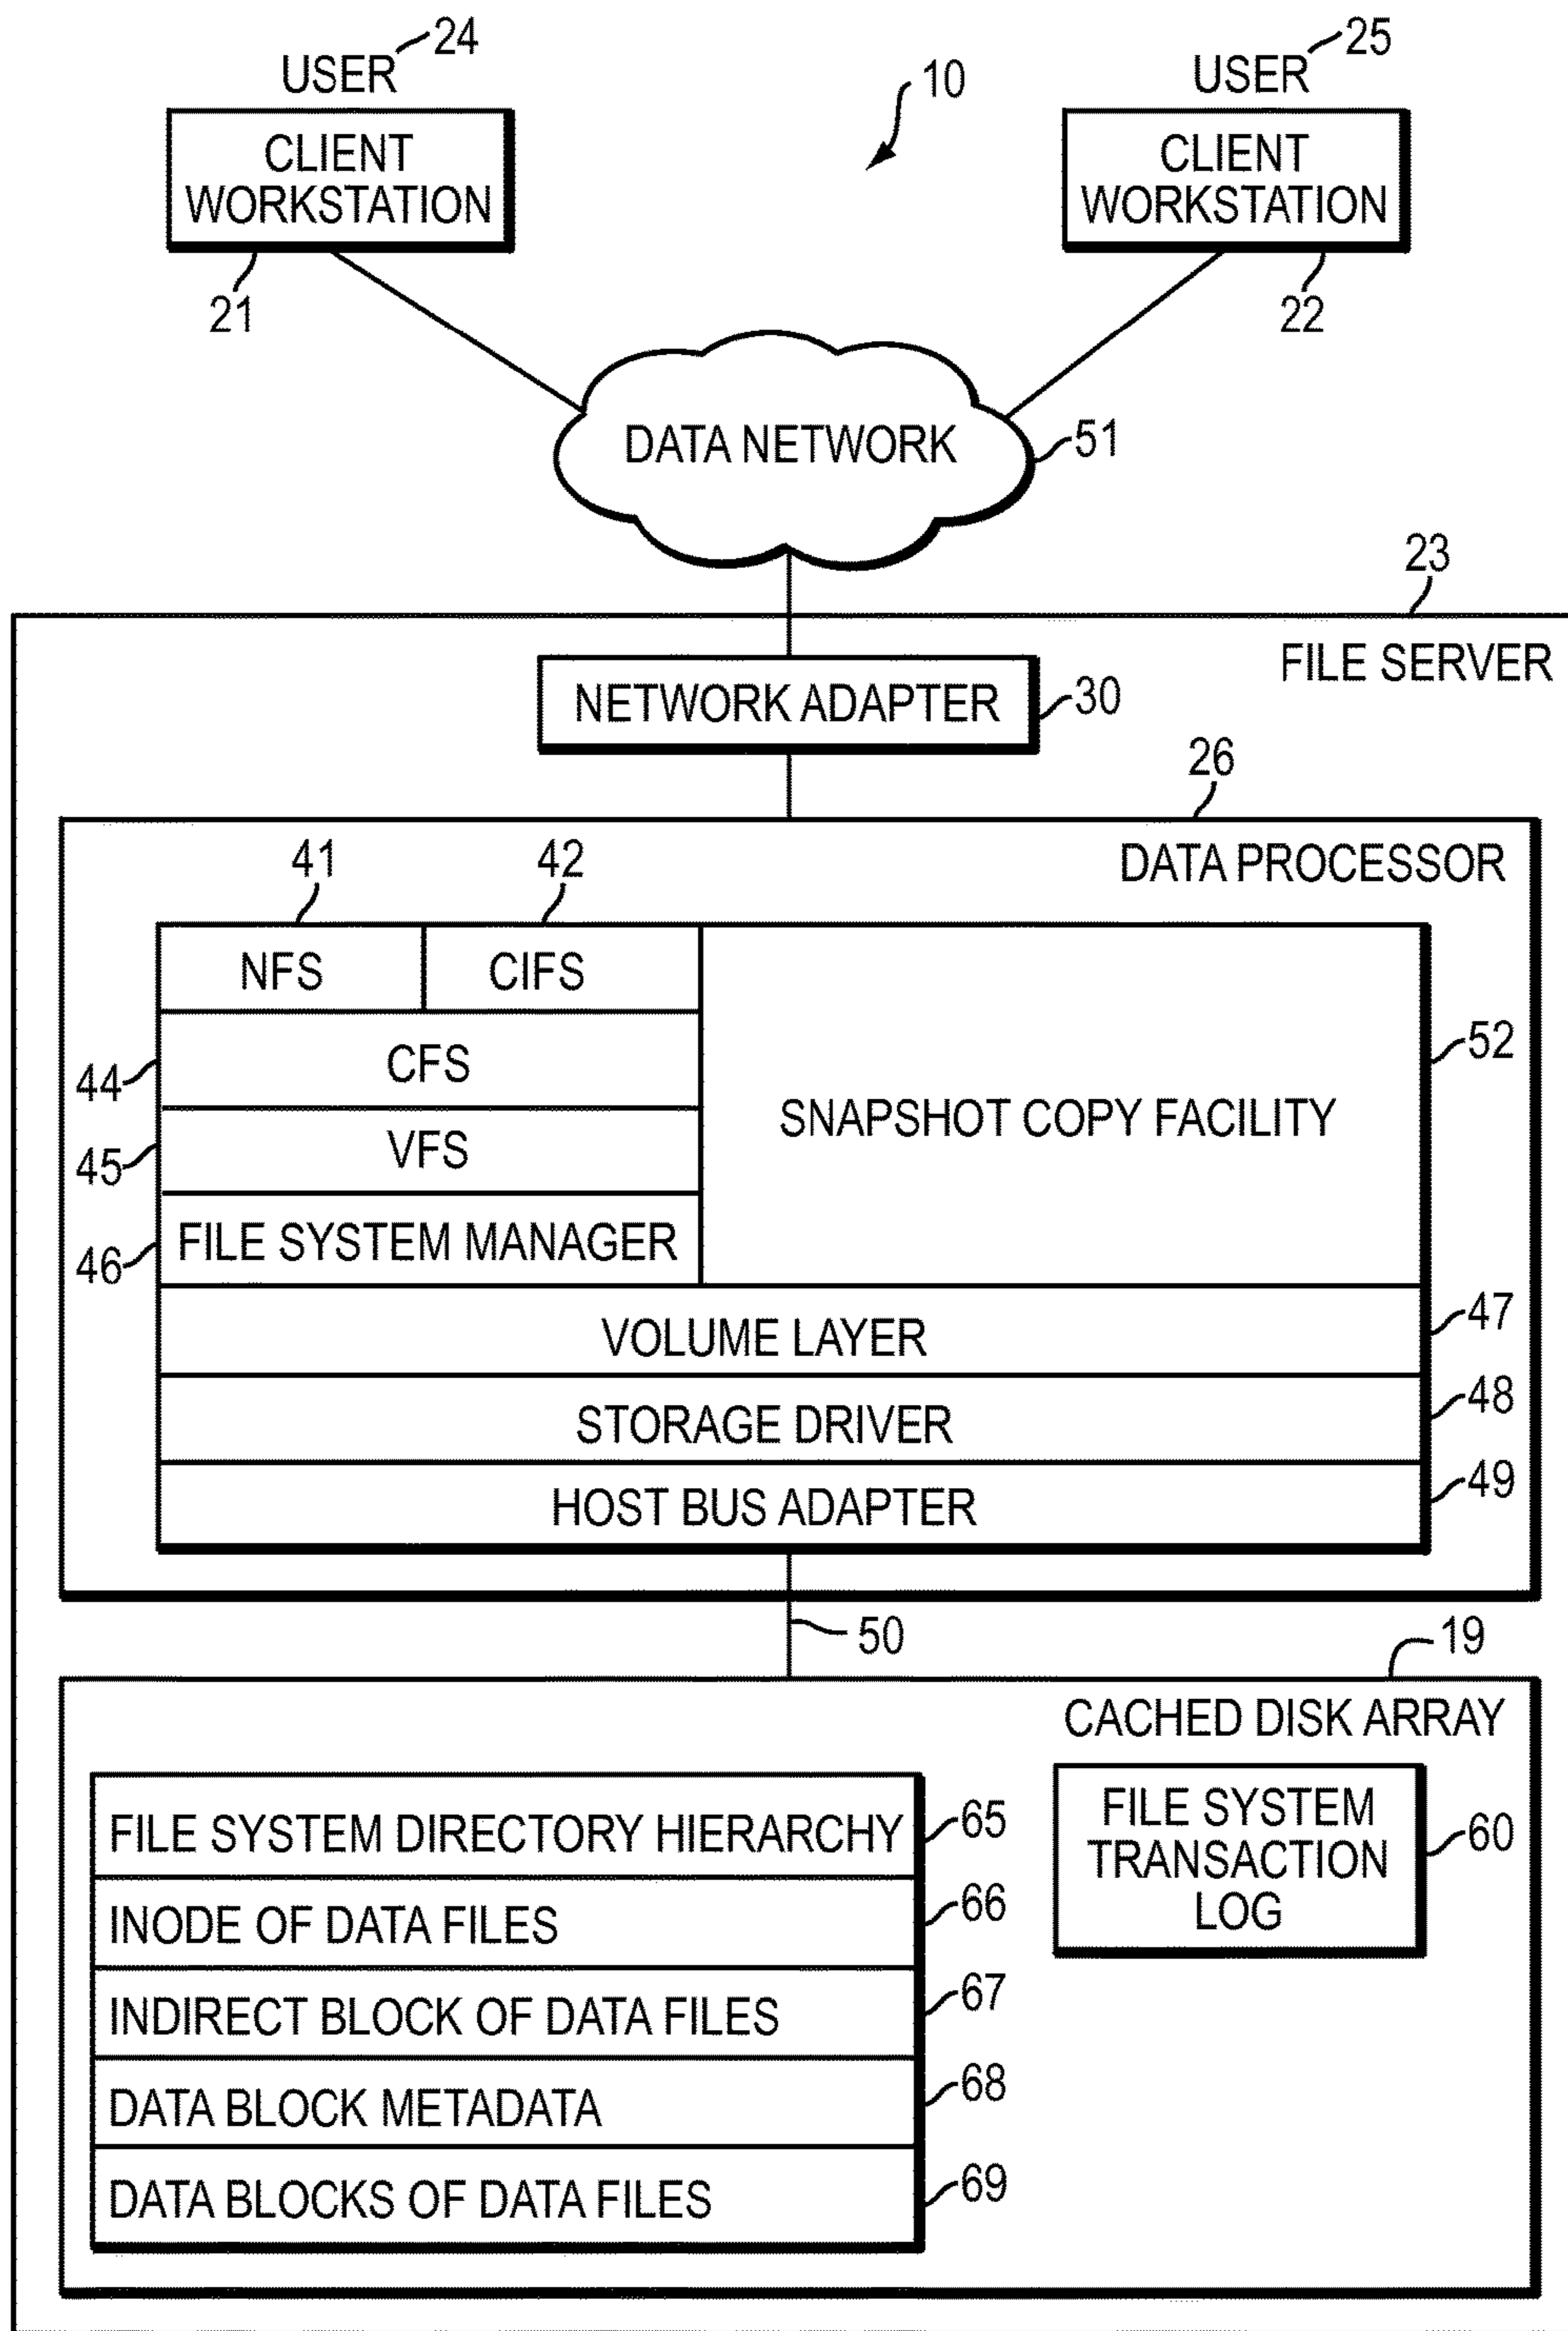 24
USER
CLIENT
WORKSTATION
21
10
25
USER
CLIENT
WORKSTATION
22
DATA NETWORK
51
23
FILE SERVER
NETWORK ADAPTER
30
26
DATA PROCESSOR
41
42
NFS
CIFS
44
CFS
45
VFS
46
FILE SYSTEM MANAGER
SNAPSHOT COPY FACILITY
52
VOLUME LAYER
47
STORAGE DRIVER
48
HOST BUS ADAPTER
49
50
19
CACHED DISK ARRAY
FILE SYSTEM DIRECTORY HIERARCHY
65
INODE OF DATA FILES
66
INDIRECT BLOCK OF DATA FILES
67
DATA BLOCK METADATA
68
DATA BLOCKS OF DATA FILES
69
FILE SYSTEM
TRANSACTION
LOG
60